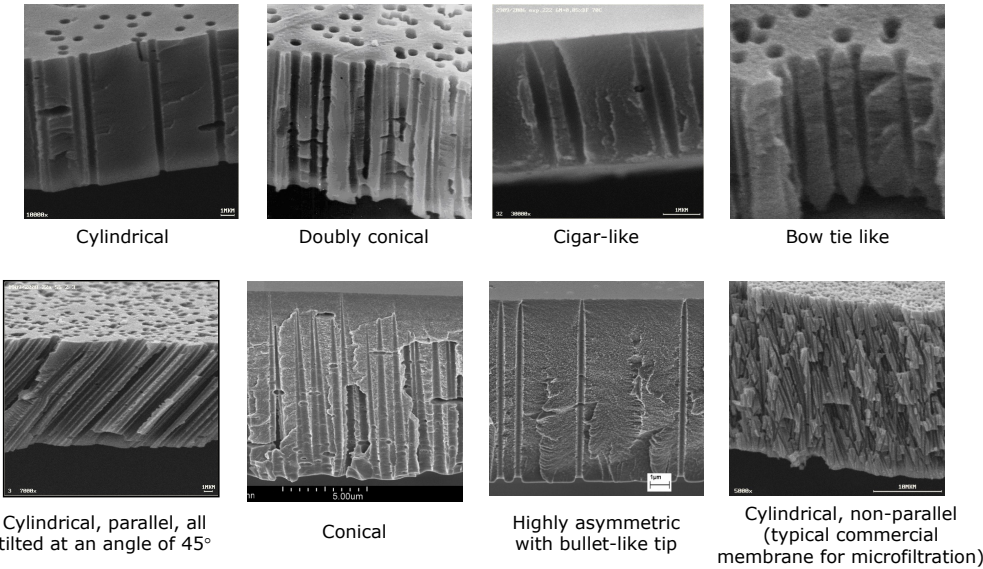 10000x
1MKM
32 30000x
1MKM
Cylindrical
Doubly conical
Cigar-like
Bow tie like
3 7000x
1MKM
5.00um
1µm
5000x
10MKM
Cylindrical, parallel, all
tilted at an angle of 45°
Conical
Highly asymmetric
with bullet-like tip
Cylindrical, non-parallel
(typical commercial
membrane for microfiltration)